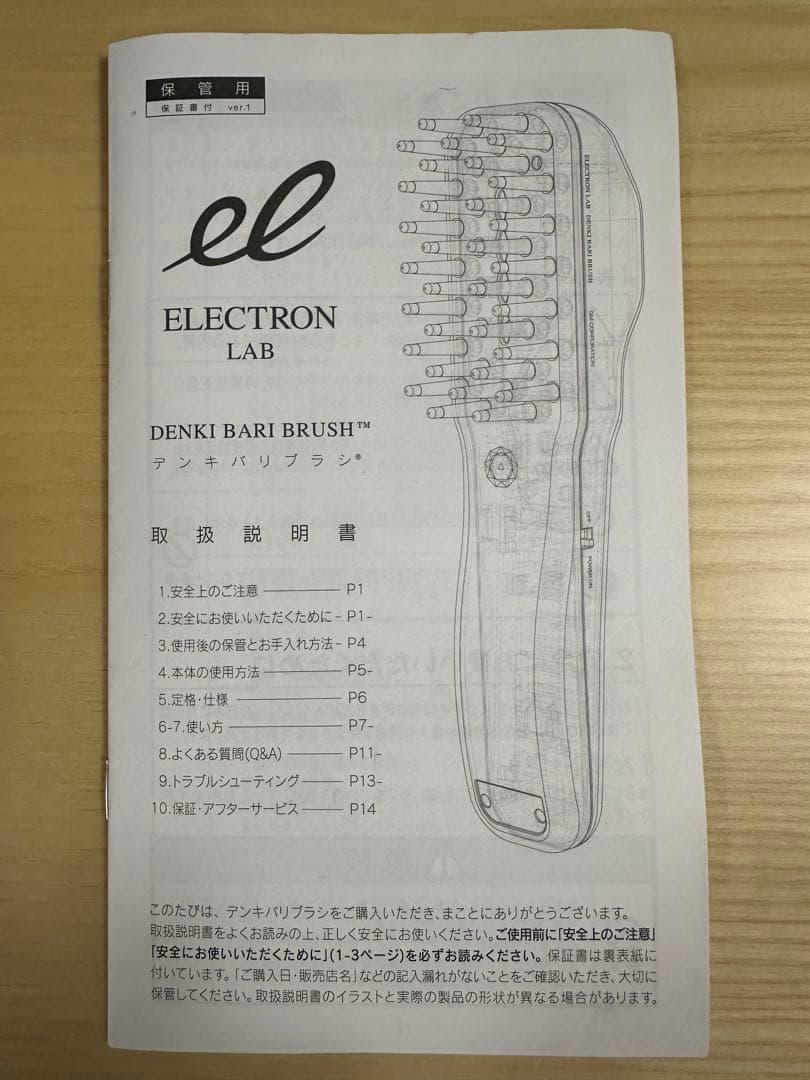 保管用
保証書付 ver.1
el
ELECTRON
LAB
DENKI BARI BRUSH™
デンキバリブラシ®
取扱説明書
1.安全上のご注意 ─── P1
2.安全にお使いいただくために - P1-
3.使用後の保管とお手入れ方法 - P4
4.本体の使用方法 ─── P5-
5.定格・仕様 ─── P6
6-7.使い方 ─── P7-
8.よくある質問(Q&A) ─── P11-
9.トラブルシューティング ─── P13-
10.保証・アフターサービス ─── P14
ELECTRON LAB DENKI BARI BRUSH
GM CORPORATION
OFF
POWER/ON
このたびは、デンキバリブラシをご購入いただき、まことにありがとうございます。
取扱説明書をよくお読みの上、正しく安全にお使いください。ご使用前に「安全上のご注意」
「安全にお使いいただくために」(1-3ページ)を必ずお読みください。保証書は裏表紙に
付いています。「ご購入日・販売店名」などの記入漏れがないことをご確認いただき、大切に
保管してください。取扱説明書のイラストと実際の製品の形状が異なる場合があります。